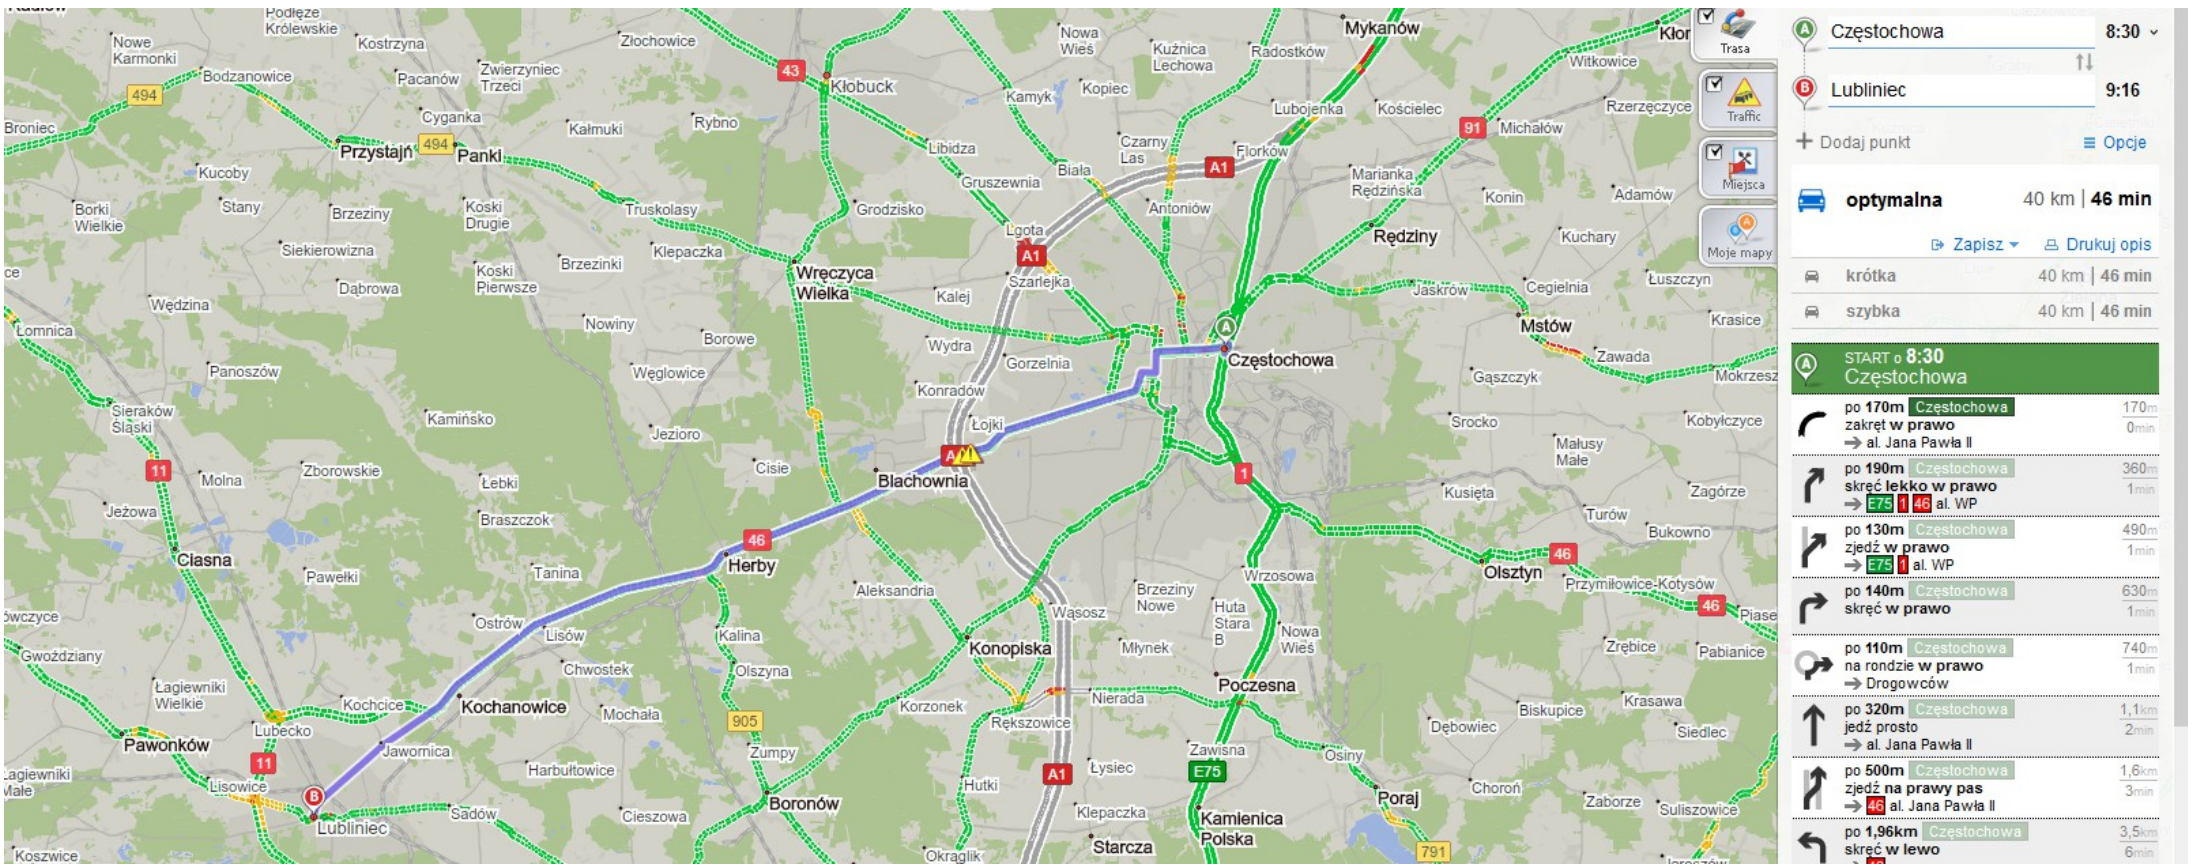 Podłęże
Królewskie
Nowe
Karmonki
Kostrzyna
Złochowice
Nowa
Wieś
Kuźnica
Lechowa
Radostków
Mykanów
Kłor
Witkowice
Bodzanowice
Pacanów
Zwierzyniec
Trzeci
43
Kłobuck
Kamyk
Kopiec
494
Cyganka
Kałmuki
Rybno
Lubojenka
Kościelec
Rzerzęczyce
Broniec
Przystajń
494
Panki
Libidza
Czarny
Las
A1
Florków
91
Michałów
Kucoby
Gruszewnia
Biała
Marianka
Rędzińska
Borki
Wielkie
Stany
Brzeziny
Koski
Drugie
Truskolasy
Grodzisko
Antoniów
Konin
Adamów
Siekierowizna
Klepaczka
Lgota
A1
Rędziny
Kuchary
ce
Koski
Pierwsze
Brzezinki
Wręczyca
Wielka
Szarlejka
Dąbrowa
Kalej
Jaskrów
Cegielnia
Łuszczyn
Wędzina
Łomnica
Nowiny
Borowe
A
Mstów
Krasice
Wydra
Gorzelnia
Częstochowa
Zawada
Panoszów
Węglowice
Konradów
Gąszczyk
Mokrzesz
Sieraków
Śląski
Kamińsko
Jezioro
Łojki
Srocko
Kobyłczyce
11
Molna
Zborowskie
Łebki
Cisie
Blachownia
1
Malusy
Małe
Kusięta
Zagórze
Jeżowa
Braszczok
46
Turów
Bukowno
Ciasna
Pawełki
Tanina
Herby
Aleksandria
Wrzosowa
Olsztyn
46
Przymiłowice-Kotysów
46
Piase
ówczyce
Ostrów
Lisów
Kalina
Wąsosz
Brzeziny
Nowe
Huta
Stara
B
Nowa
Wieś
Gwoździany
Chwostek
Olszyna
Konopiska
Młynek
Zrębice
Pabianice
Łagiewniki
Wielkie
Kochcice
Kochanowice
Mochała
Korzonek
Rększowice
Nierada
Poczesna
Biskupice
Krasawa
Lubecko
905
Dębowiec
Siedlec
Pawonków
11
Jawornica
Zumpy
Zawisna
Osiny
Łagiewniki
Małe
Lisowice
Harbułtowice
Hutki
A1
Łysiec
E75
Choroń
B
Lubliniec
Sadów
Cieszowa
Boronów
Klepaczka
Kamienica
Polska
Poraj
Zaborze
Suliszowice
Koszwice
Okrąglik
Starcza
791
Trasa
Traffic
Miejsca
Moje mapy
A Częstochowa 8:30
B Lubliniec 9:16
Dodaj punkt Opcje
optymalna 40 km | 46 min
Zapisz Drukuj opis
krótka 40 km | 46 min
szybka 40 km | 46 min
START o 8:30
A Częstochowa
po 170m Częstochowa 170m
zakręt w prawo 0min
al. Jana Pawła II
po 190m Częstochowa 360m
skręć lekko w prawo 1min
E75 1 46 al. WP
po 130m Częstochowa 490m
zjedź w prawo 1min
E75 1 al. WP
po 140m Częstochowa 630m
skręć w prawo 1min
po 110m Częstochowa 740m
na rondzie w prawo 1min
Drogowców
po 320m Częstochowa 1,1km
jedź prosto 2min
al. Jana Pawła II
po 500m Częstochowa 1,6km
zjedź na prawy pas 3min
46 al. Jana Pawła II
po 1,96km Częstochowa 3,5km
skręć w lewo 6min